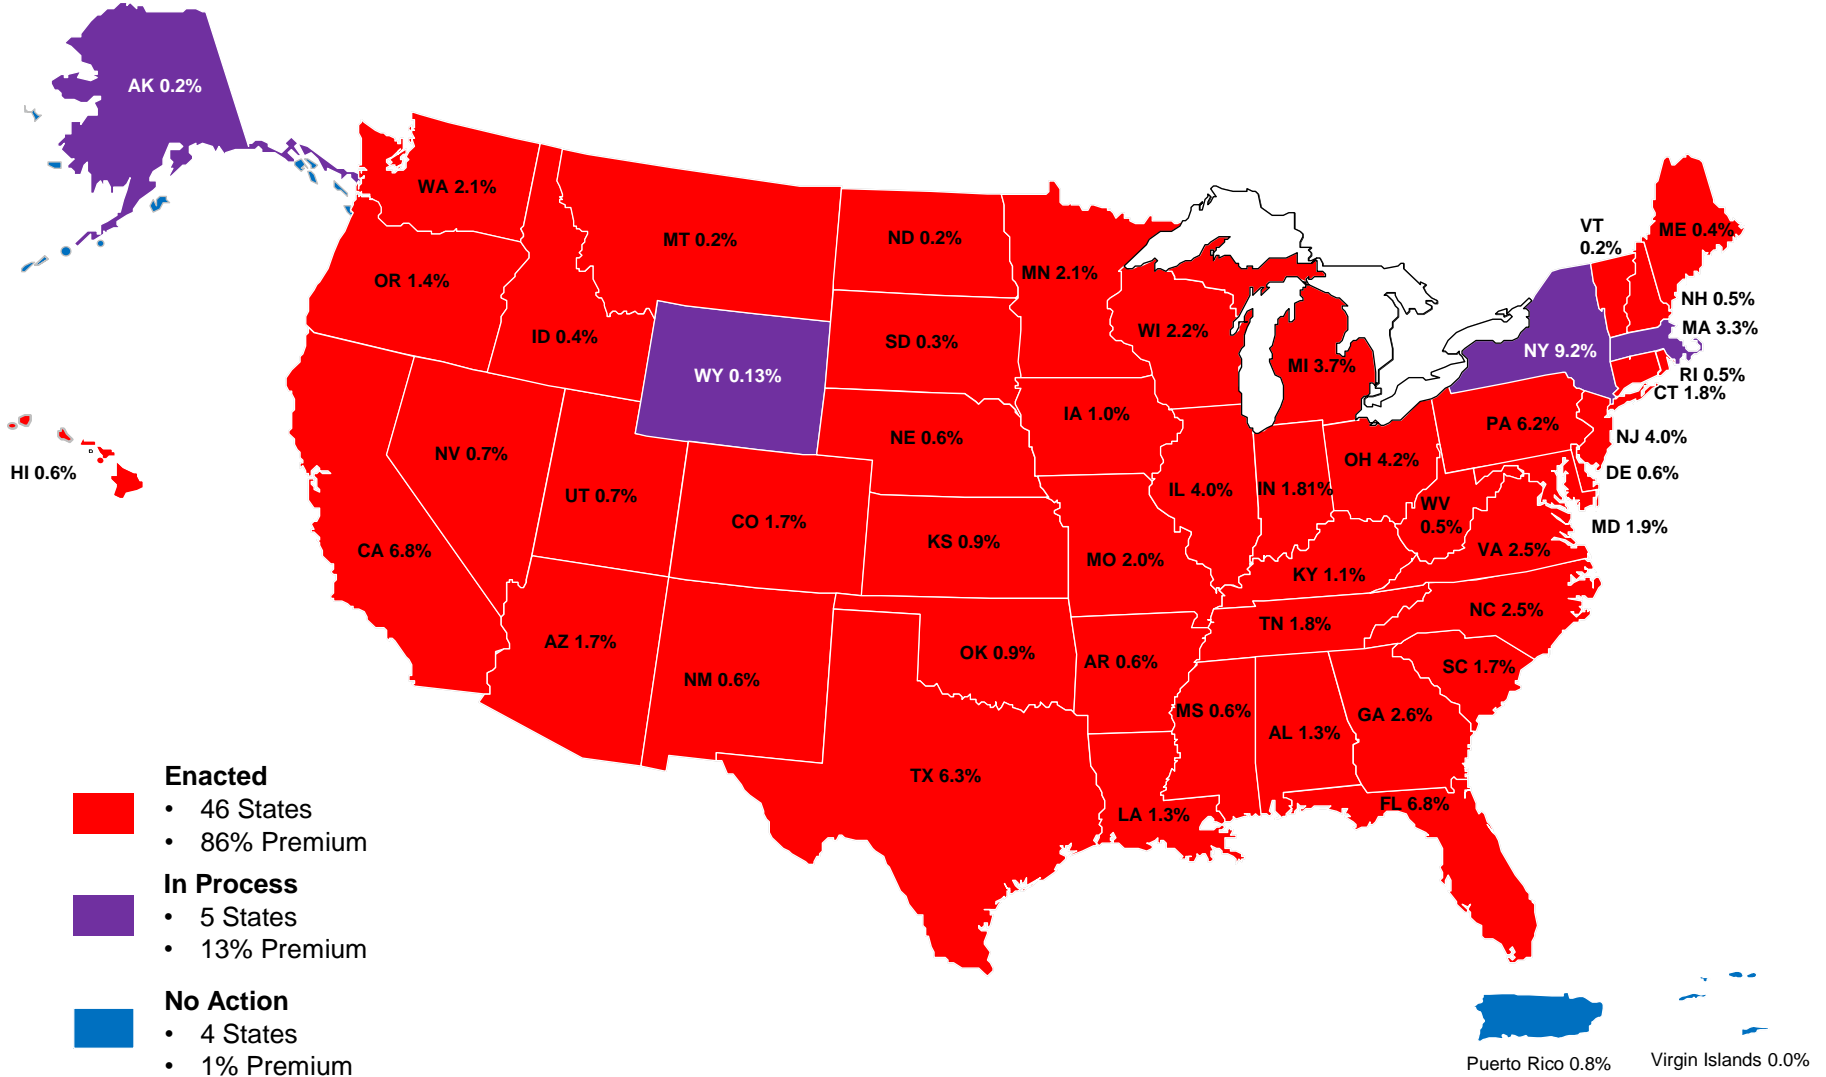 AK 0.2%
WA 2.1%
MT 0.2%
ND 0.2%
MN 2.1%
VT
0.2%
ME 0.4%
OR 1.4%
ID 0.4%
SD 0.3%
WI 2.2%
NH 0.5%
MA 3.3%
NY 9.2%
MI 3.7%
WY 0.13%
RI 0.5%
CT 1.8%
IA 1.0%
NE 0.6%
PA 6.2%
NJ 4.0%
HI 0.6%
NV 0.7%
UT 0.7%
CO 1.7%
OH 4.2%
DE 0.6%
IL 4.0%
IN 1.81%
WV
0.5%
MD 1.9%
CA 6.8%
KS 0.9%
MO 2.0%
VA 2.5%
KY 1.1%
NC 2.5%
TN 1.8%
AZ 1.7%
NM 0.6%
OK 0.9%
AR 0.6%
SC 1.7%
MS 0.6%
AL 1.3%
GA 2.6%
TX 6.3%
LA 1.3%
FL 6.8%
Enacted
• 46 States
• 86% Premium
In Process
• 5 States
• 13% Premium
No Action
• 4 States
• 1% Premium
Puerto Rico 0.8%
Virgin Islands 0.0%